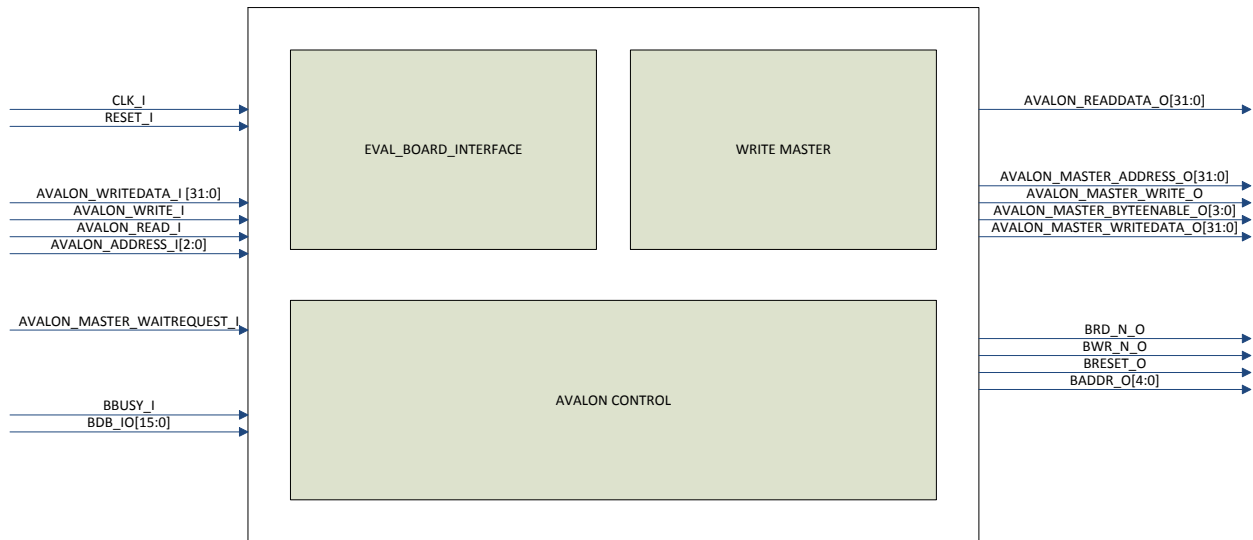 CLK_I
RESET_I
AVALON_WRITEDATA_I [31:0]
AVALON_WRITE_I
AVALON_READ_I
AVALON_ADDRESS_I[2:0]
AVALON_MASTER_WAITREQUEST_I
BBUSY_I
BDB_IO[15:0]
EVAL_BOARD_INTERFACE
WRITE MASTER
AVALON CONTROL
AVALON_READDATA_O[31:0]
AVALON_MASTER_ADDRESS_O[31:0]
AVALON_MASTER_WRITE_O
AVALON_MASTER_BYTEENABLE_O[3:0]
AVALON_MASTER_WRITEDATA_O[31:0]
BRD_N_O
BWR_N_O
BRESET_O
BADDR_O[4:0]